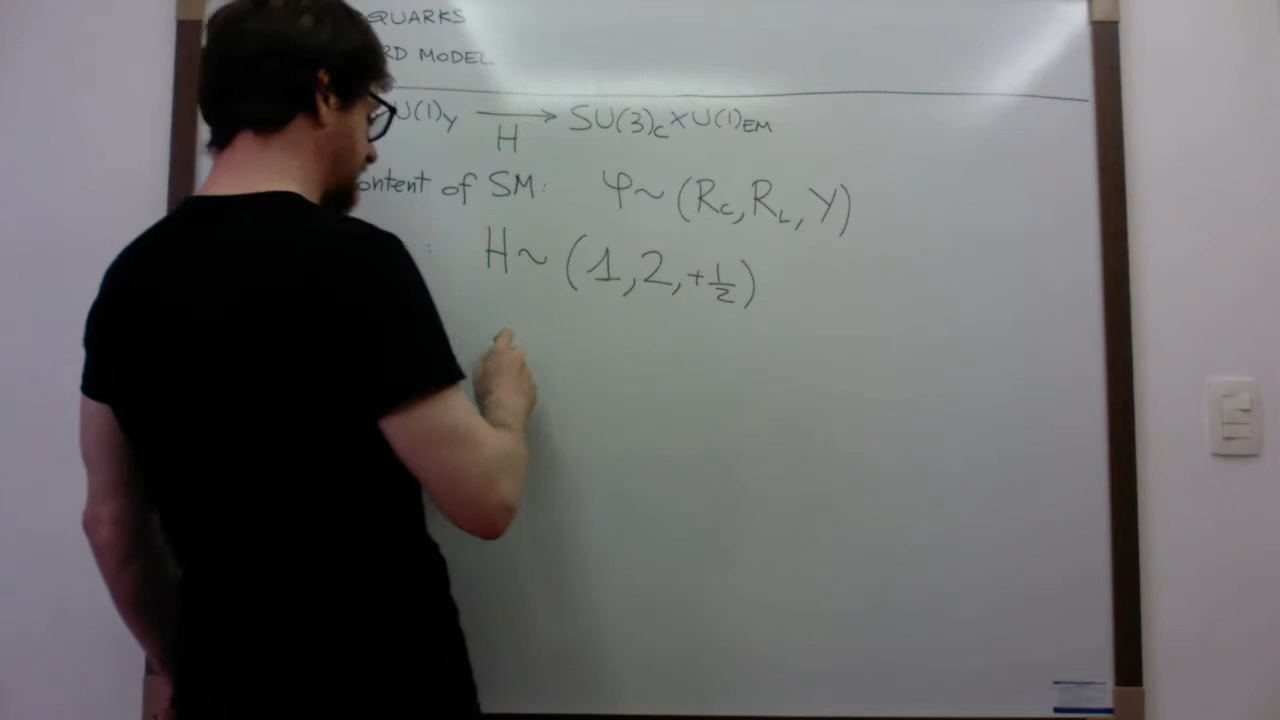 QUARKS
RD MODEL
U(1)_Y ⟶_H SU(3)_C×U(1)_EM
ontent of SM: φ~(R_C, R_L, Y)
: H~(1, 2, +1/2)